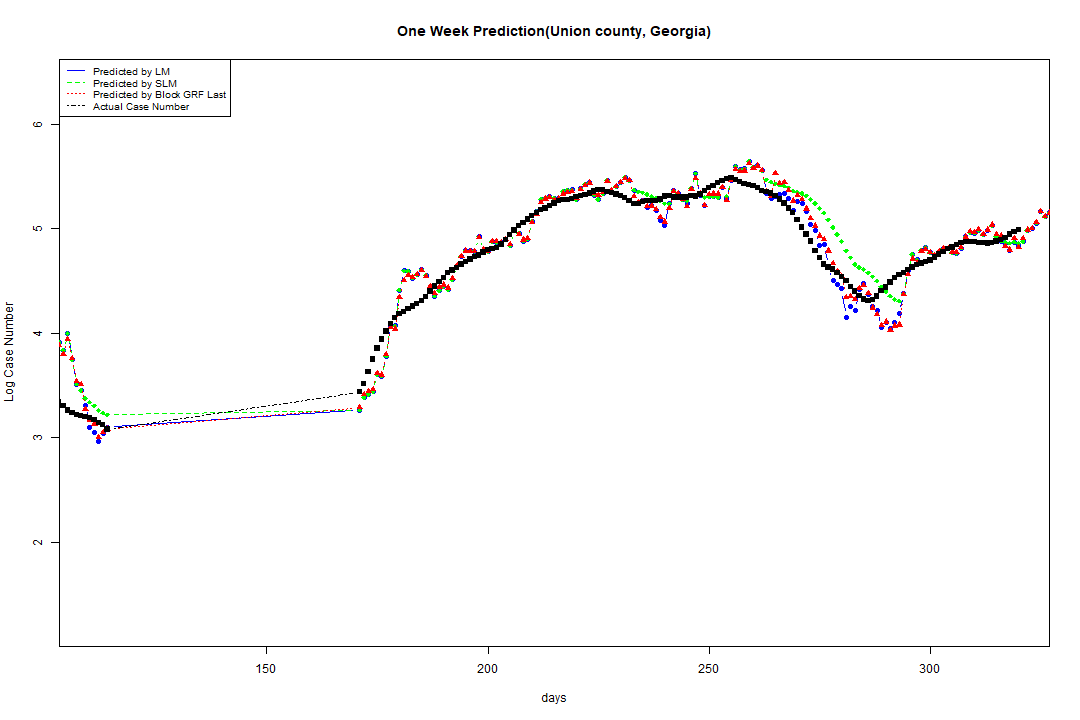 One Week Prediction(Union county, Georgia)
Predicted by LM
Predicted by SLM
Predicted by Block GRF Last
Actual Case Number
6
5
4
3
2
Log Case Number
150
200
250
300
days